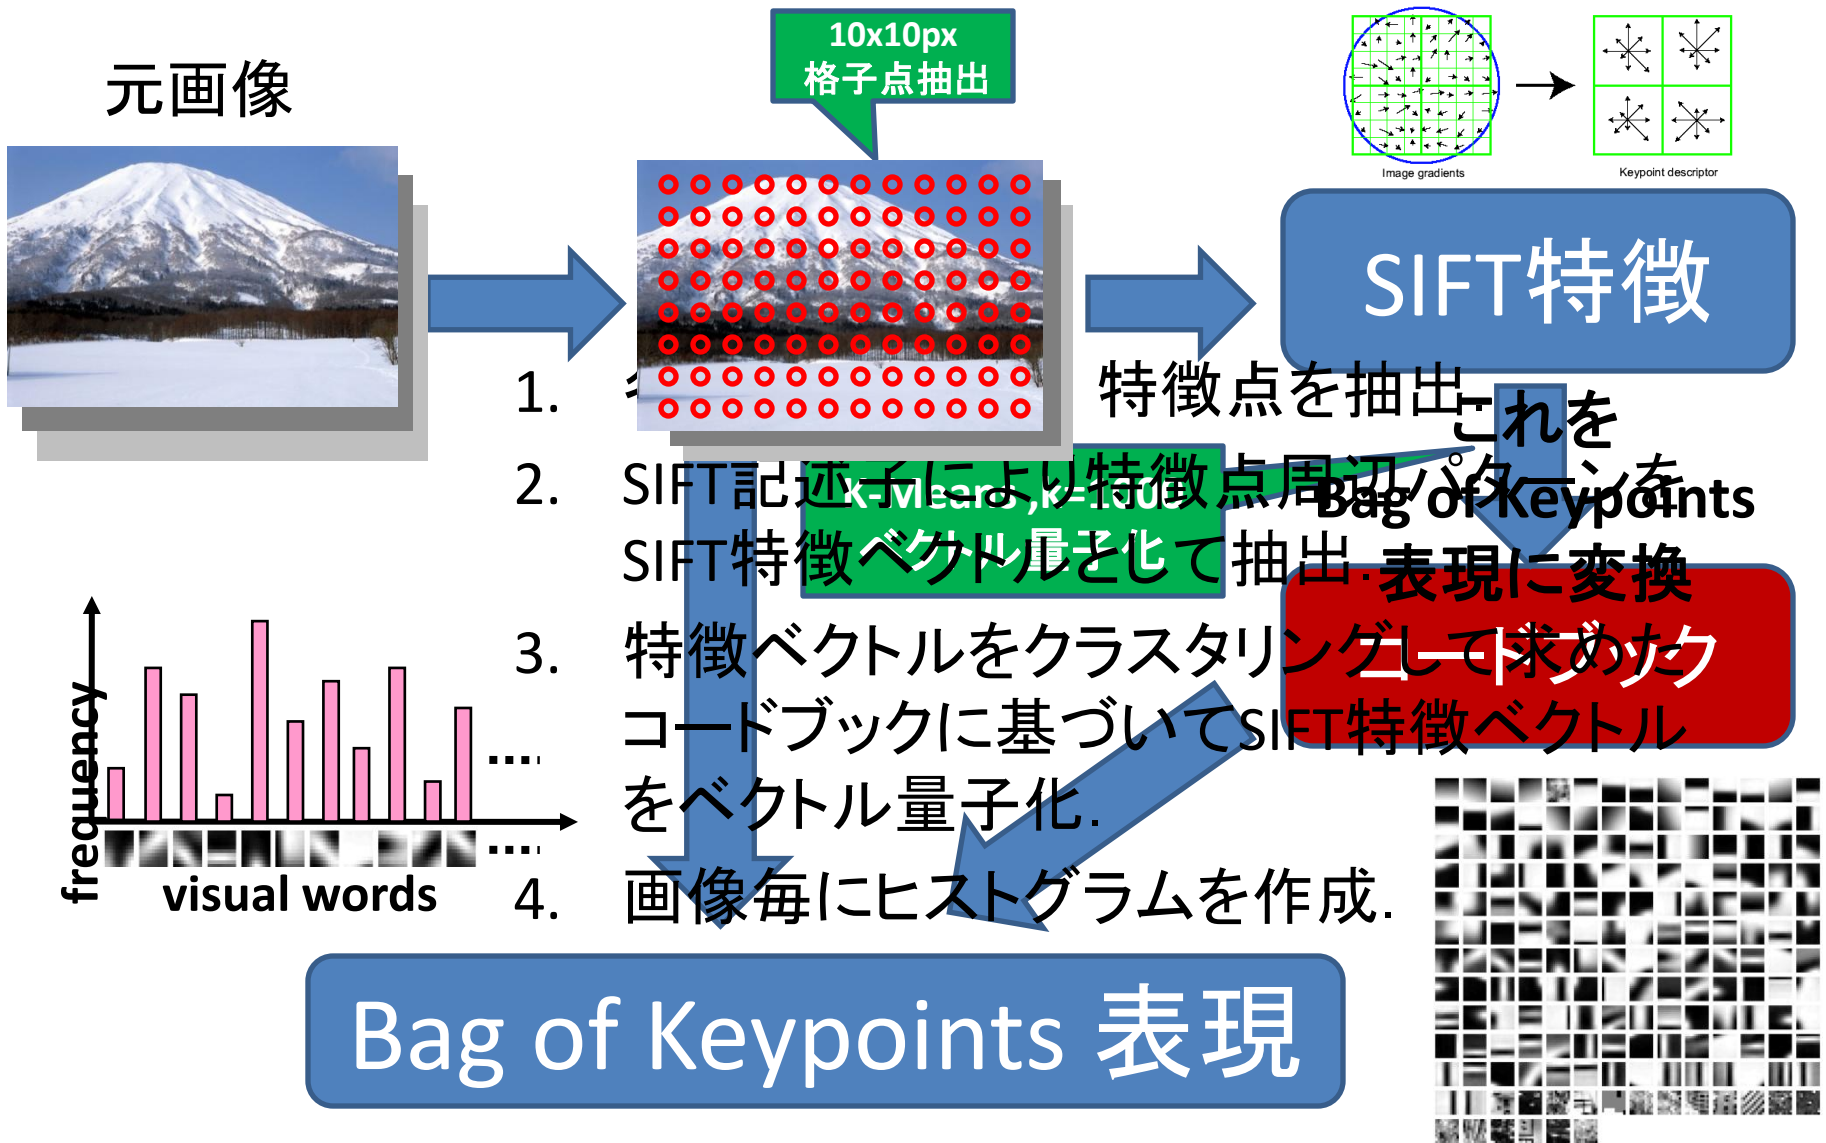 元画像
10x10px
格子点抽出
Image gradients
Keypoint descriptor
SIFT特徴
1. 特徴点を抽出.
これを
Bag of Keypoints
表現に変換
2. SIFT記述子により特徴点周辺パターンを
SIFT特徴ベクトルとして抽出.
K-Means ,k=1000
ベクトル量子化
コードブック
3. 特徴ベクトルをクラスタリングして求めた
コードブックに基づいてSIFT特徴ベクトル
をベクトル量子化.
4. 画像毎にヒストグラムを作成.
frequency
....
....
visual words
Bag of Keypoints 表現